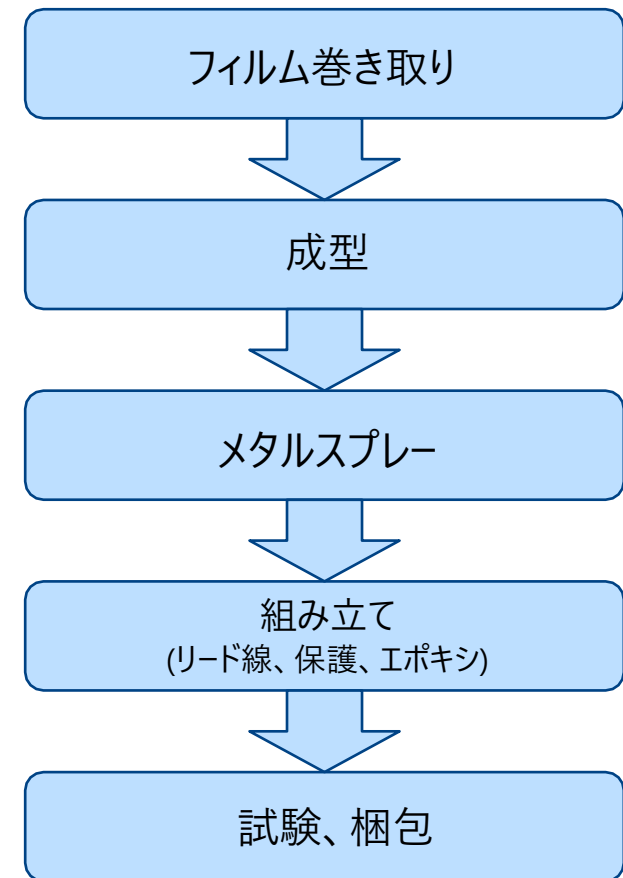 フィルム巻き取り
成型
メタルスプレー
組み立て
(リード線、保護、エポキシ)
試験、梱包